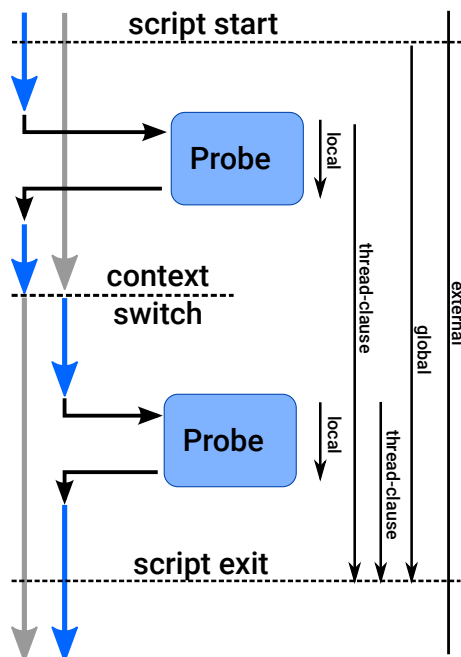 script start
Probe
local
thread-clause
global
external
context
switch
Probe
local
thread-clause
script exit